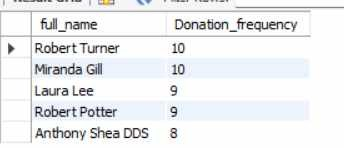 full_name Donation_frequency
Robert Turner 10
Miranda Gill 10
Laura Lee 9
Robert Potter 9
Anthony Shea DDS 8